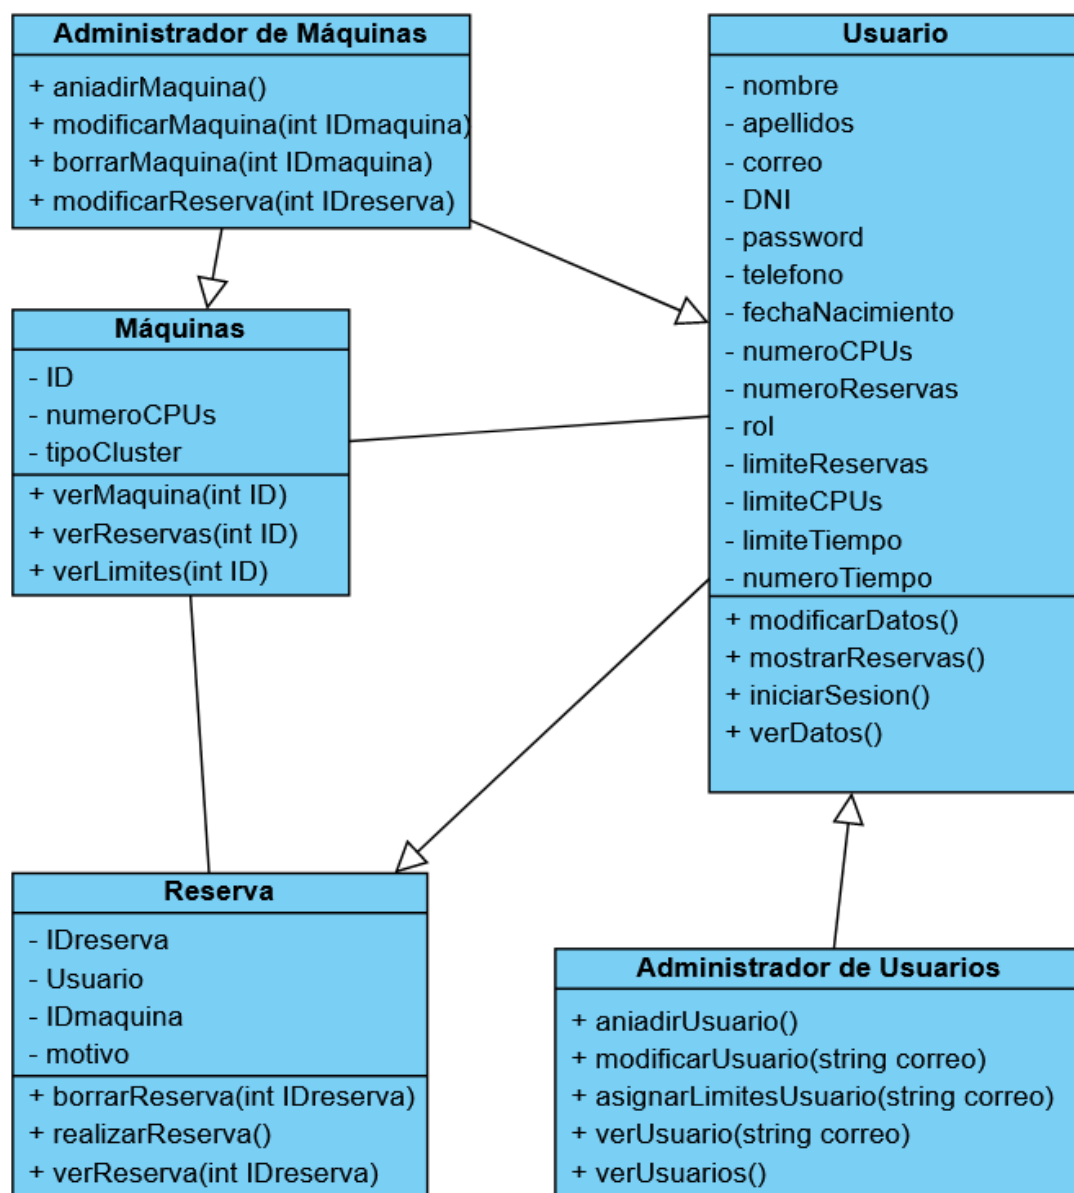 Administrador de Máquinas
+ aniadirMaquina()
+ modificarMaquina(int IDmaquina)
+ borrarMaquina(int IDmaquina)
+ modificarReserva(int IDreserva)
Usuario
- nombre
- apellidos
- correo
- DNI
- password
- telefono
- fechaNacimiento
- numeroCPUs
- numeroReservas
- rol
- limiteReservas
- limiteCPUs
- limiteTiempo
- numeroTiempo
+ modificarDatos()
+ mostrarReservas()
+ iniciarSesion()
+ verDatos()
Máquinas
- ID
- numeroCPUs
- tipoCluster
+ verMaquina(int ID)
+ verReservas(int ID)
+ verLimites(int ID)
Reserva
- IDreserva
- Usuario
- IDmaquina
- motivo
+ borrarReserva(int IDreserva)
+ realizarReserva()
+ verReserva(int IDreserva)
Administrador de Usuarios
+ aniadirUsuario()
+ modificarUsuario(string correo)
+ asignarLimitesUsuario(string correo)
+ verUsuario(string correo)
+ verUsuarios()